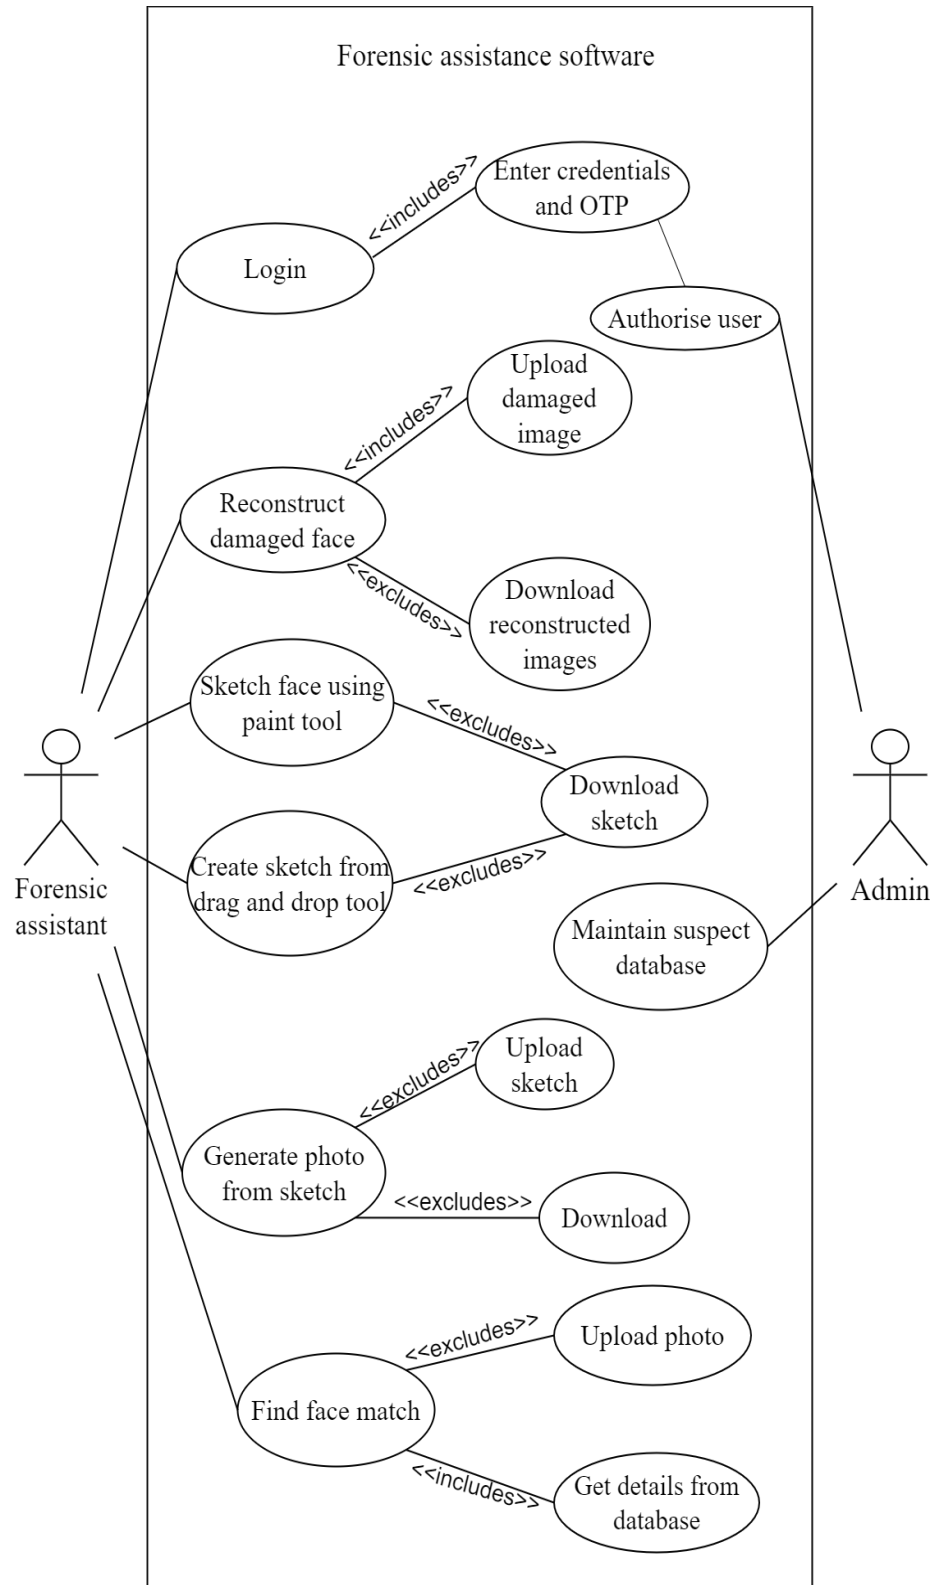 Forensic assistance software
<<includes>>
Enter credentials
and OTP
Login
Authorise user
Upload
damaged
image
<<includes>>
Reconstruct
damaged face
<<excludes>>
Download
reconstructed
images
Sketch face using
paint tool
<<excludes>>
Download
sketch
Create sketch from
drag and drop tool
<<excludes>>
Forensic
assistant
Admin
Maintain suspect
database
Upload
sketch
<<excludes>>
Generate photo
from sketch
<<excludes>>
Download
<<excludes>>
Upload photo
Find face match
<<includes>>
Get details from
database